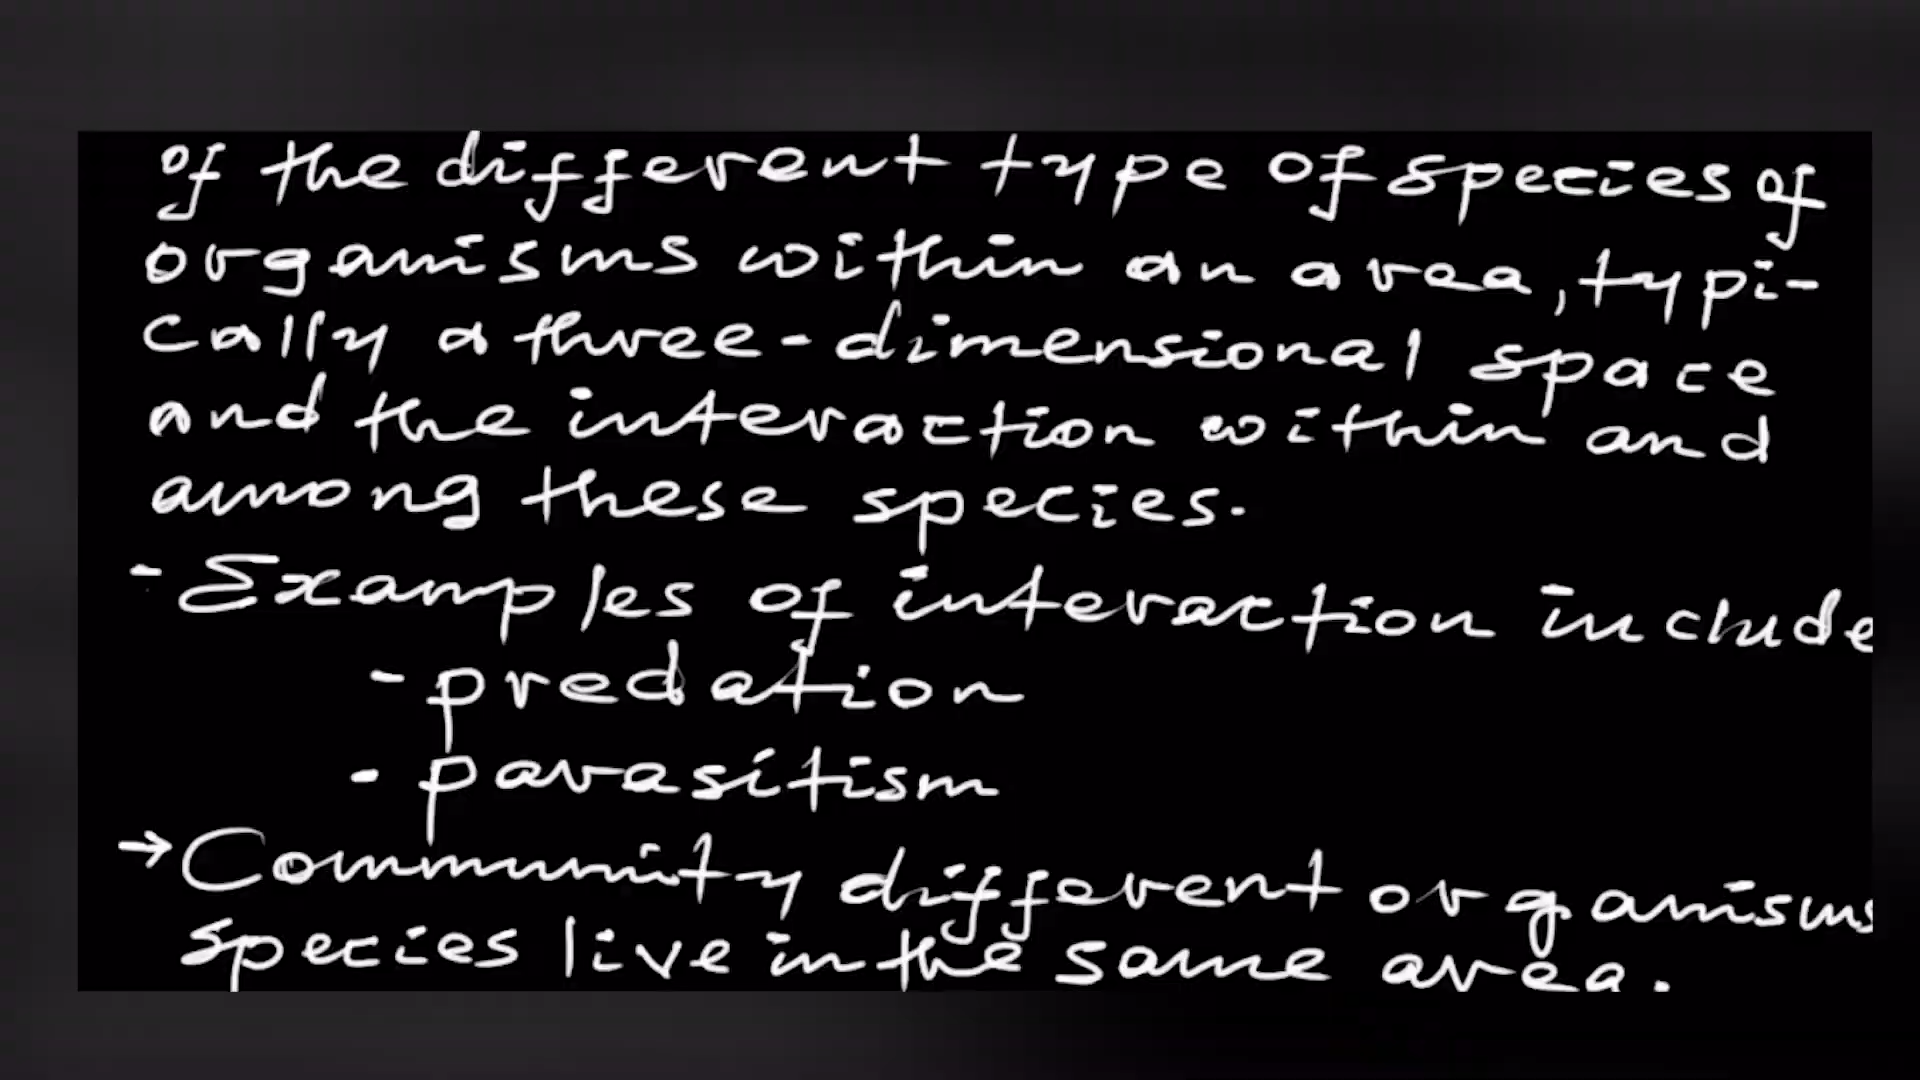 of the different type of species of
organisms within an area, typi-
cally a three-dimensional space
and the interaction within and
among these species.
- Examples of interaction include
- predation
- parasitism
→ Community different organisms
species live in the same area.